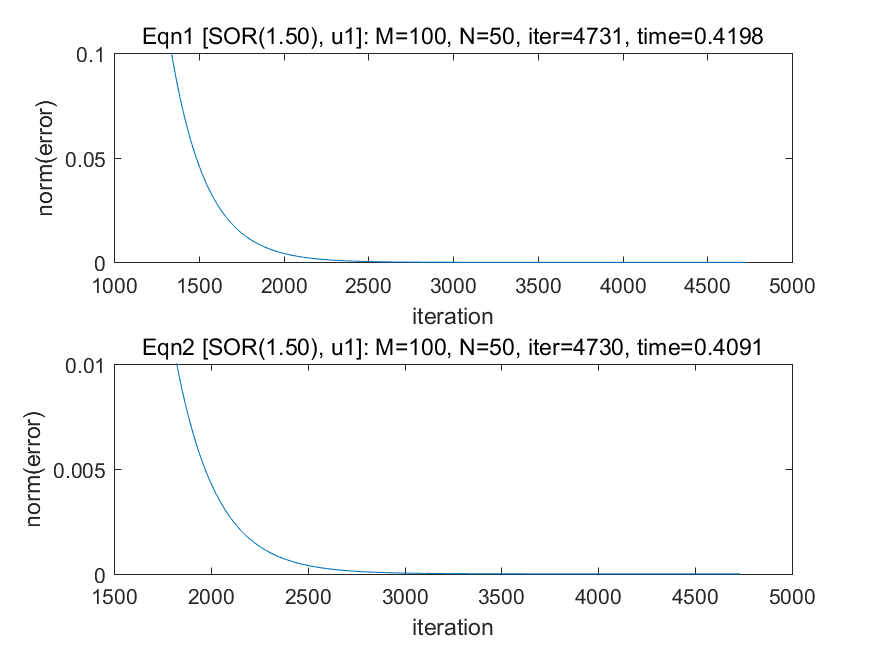 Eqn1 [SOR(1.50), u1]: M=100, N=50, iter=4731, time=0.4198
0.1
0.05
0
norm(error)
1000 1500 2000 2500 3000 3500 4000 4500 5000
iteration
Eqn2 [SOR(1.50), u1]: M=100, N=50, iter=4730, time=0.4091
0.01
0.005
0
norm(error)
1500 2000 2500 3000 3500 4000 4500 5000
iteration